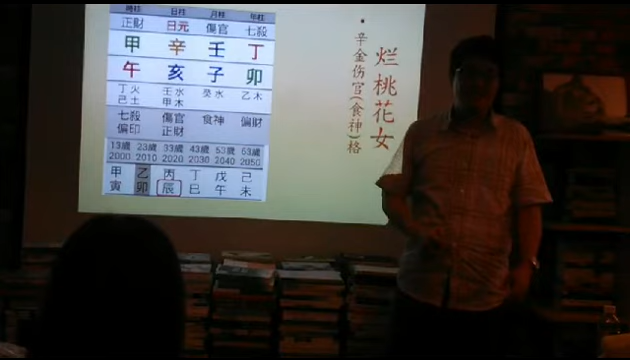 時柱 日柱 月柱 年柱
正財 日元 傷官 七殺
甲 辛 壬 丁
午 亥 子 卯
丁火 壬水 癸水 乙木
己土 甲木
七殺 傷官 食神 偏財
偏印 正財
13歲 23歲 33歲 43歲 53歲 63歲
2000 2010 2020 2030 2040 2050
甲 乙 丙 丁 戊 己
寅 卯 辰 巳 午 未
烂桃花女
• 辛金伤官(食神)格